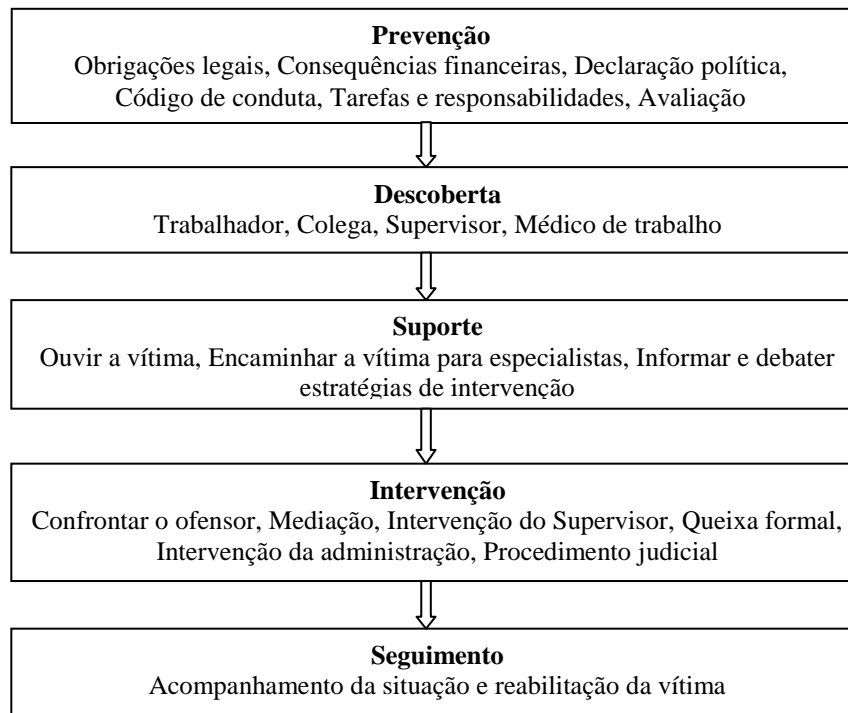 Prevenção
Obrigações legais, Consequências financeiras, Declaração política,
Código de conduta, Tarefas e responsabilidades, Avaliação
Descoberta
Trabalhador, Colega, Supervisor, Médico de trabalho
Suporte
Ouvir a vítima, Encaminhar a vítima para especialistas, Informar e debater
estratégias de intervenção
Intervenção
Confrontar o ofensor, Mediação, Intervenção do Supervisor, Queixa formal,
Intervenção da administração, Procedimento judicial
Seguimento
Acompanhamento da situação e reabilitação da vítima